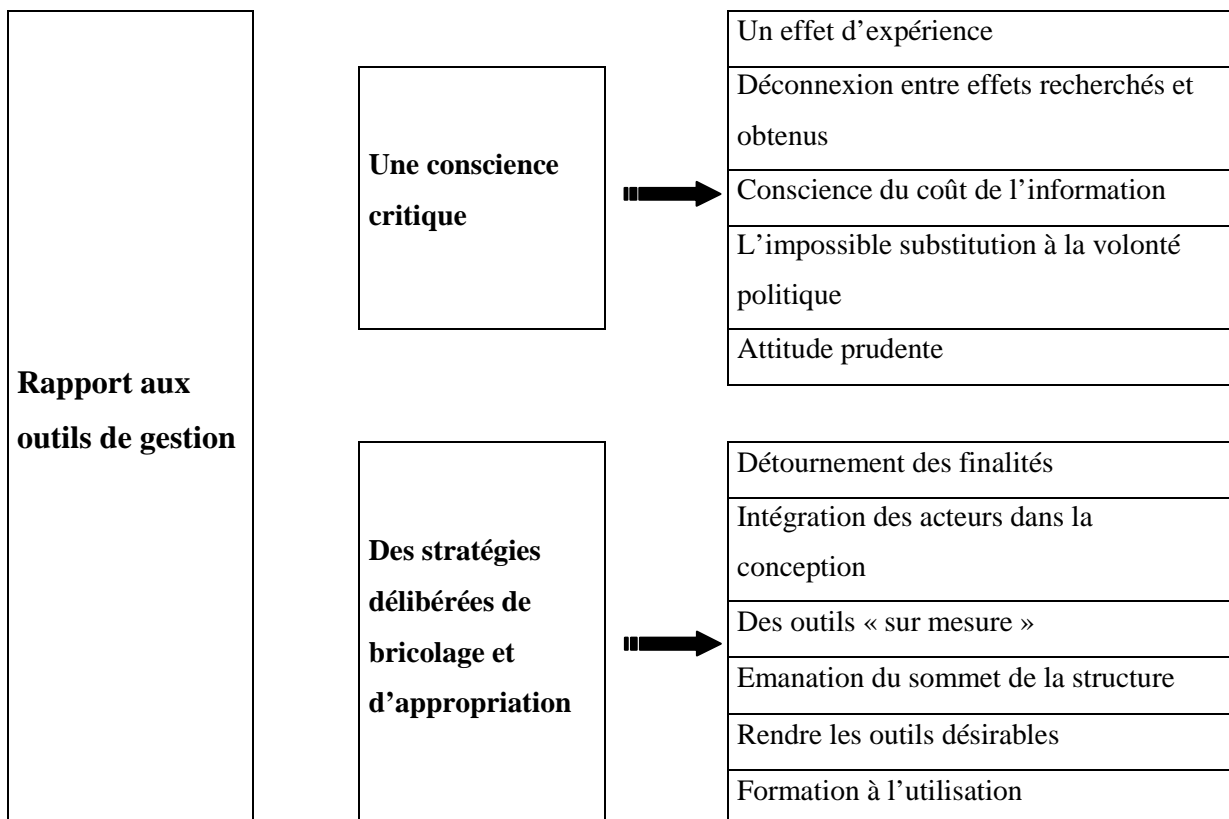 Rapport aux
outils de gestion
Une conscience
critique
Un effet d’expérience
Déconnexion entre effets recherchés et
obtenus
Conscience du coût de l’information
L’impossible substitution à la volonté
politique
Attitude prudente
Des stratégies
délibérées de
bricolage et
d’appropriation
Détournement des finalités
Intégration des acteurs dans la
conception
Des outils « sur mesure »
Emanation du sommet de la structure
Rendre les outils désirables
Formation à l’utilisation